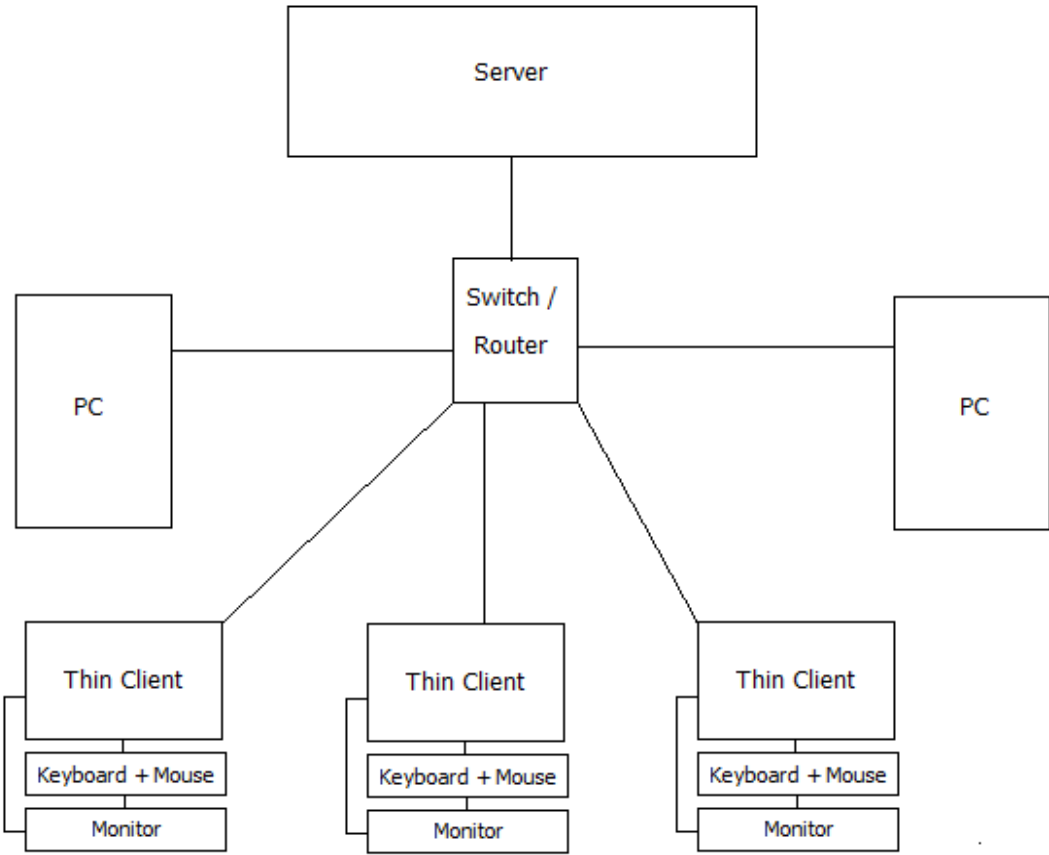 Server
Switch /
Router
PC
PC
Thin Client
Thin Client
Thin Client
Keyboard + Mouse
Keyboard + Mouse
Keyboard + Mouse
Monitor
Monitor
Monitor